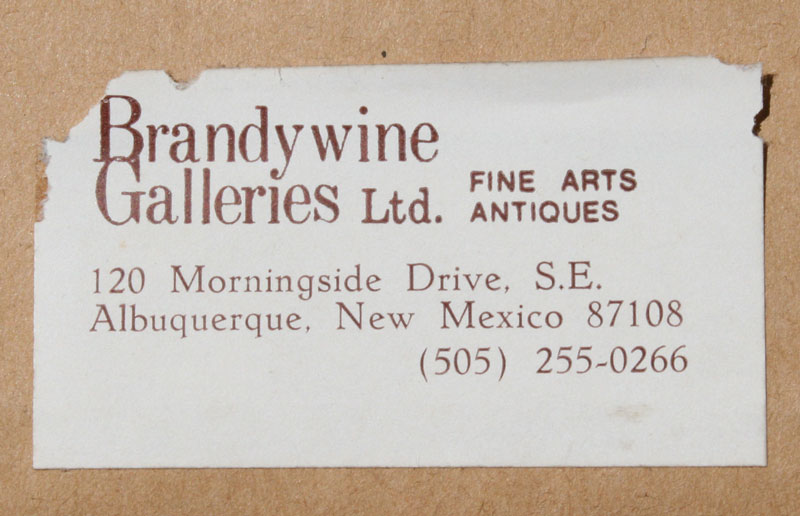 Brandywine
Galleries Ltd. FINE ARTS
ANTIQUES
120 Morningside Drive, S.E.
Albuquerque, New Mexico 87108
(505) 255-0266